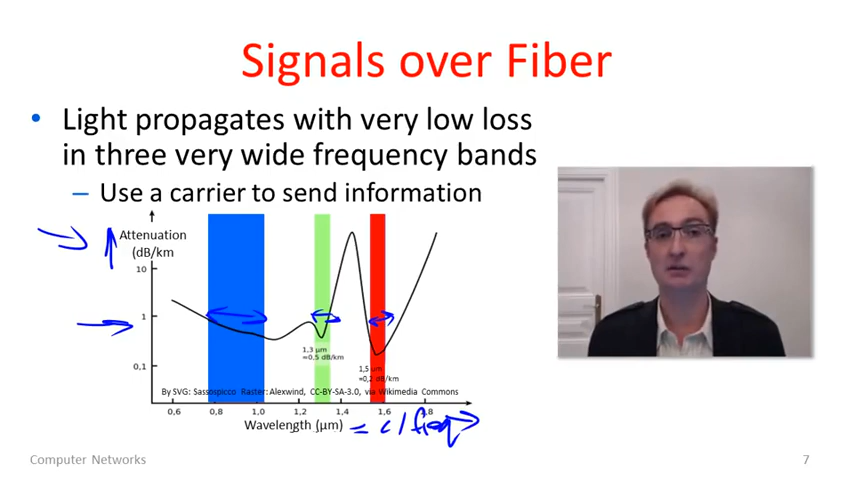 Signals over Fiber
• Light propagates with very low loss
in three very wide frequency bands
– Use a carrier to send information
Attenuation
(dB/km
10
1
0,1
1,3 µm
≈0,5 dB/km
1,5 µm
≈0,2 dB/km
By SVG: Sassospicco Raster: Alexwind, CC-BY-SA-3.0, via Wikimedia Commons
0,6 0,8 1,0 1,2 1,4 1,6 1,8
Wavelength (µm) = c/freq
Computer Networks 7